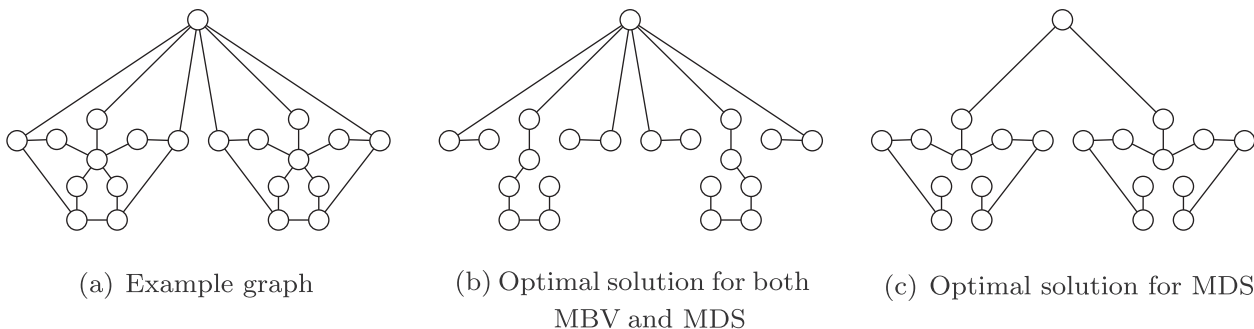 (a) Example graph
(b) Optimal solution for both
MBV and MDS
(c) Optimal solution for MDS